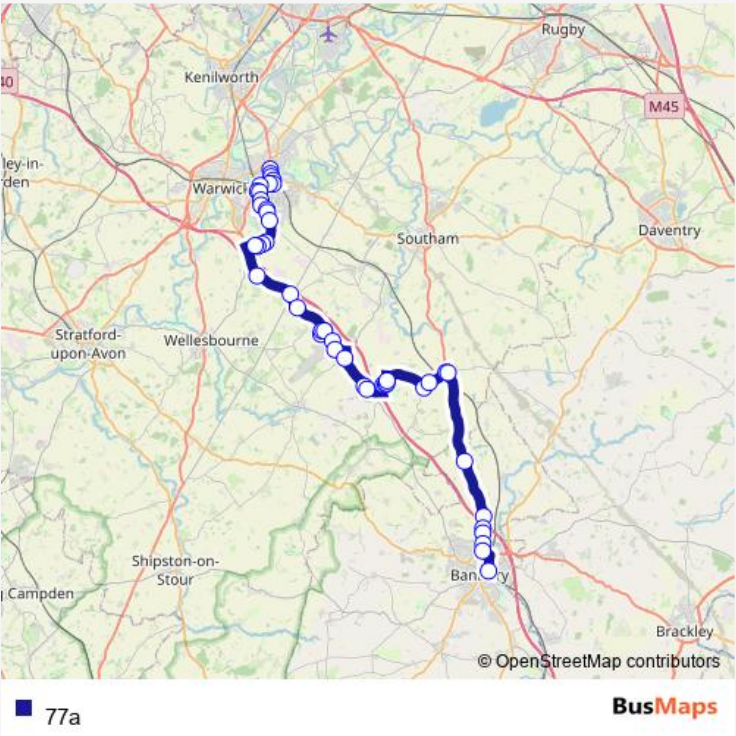 Rugby
Kenilworth
40
M45
ley-in-
rden
Warwick
Southam
Daventry
Stratford-
upon-Avon
Wellesbourne
Shipston-on-
Stour
Campden
Brackley
© OpenStreetMap contributors
77a
BusMaps